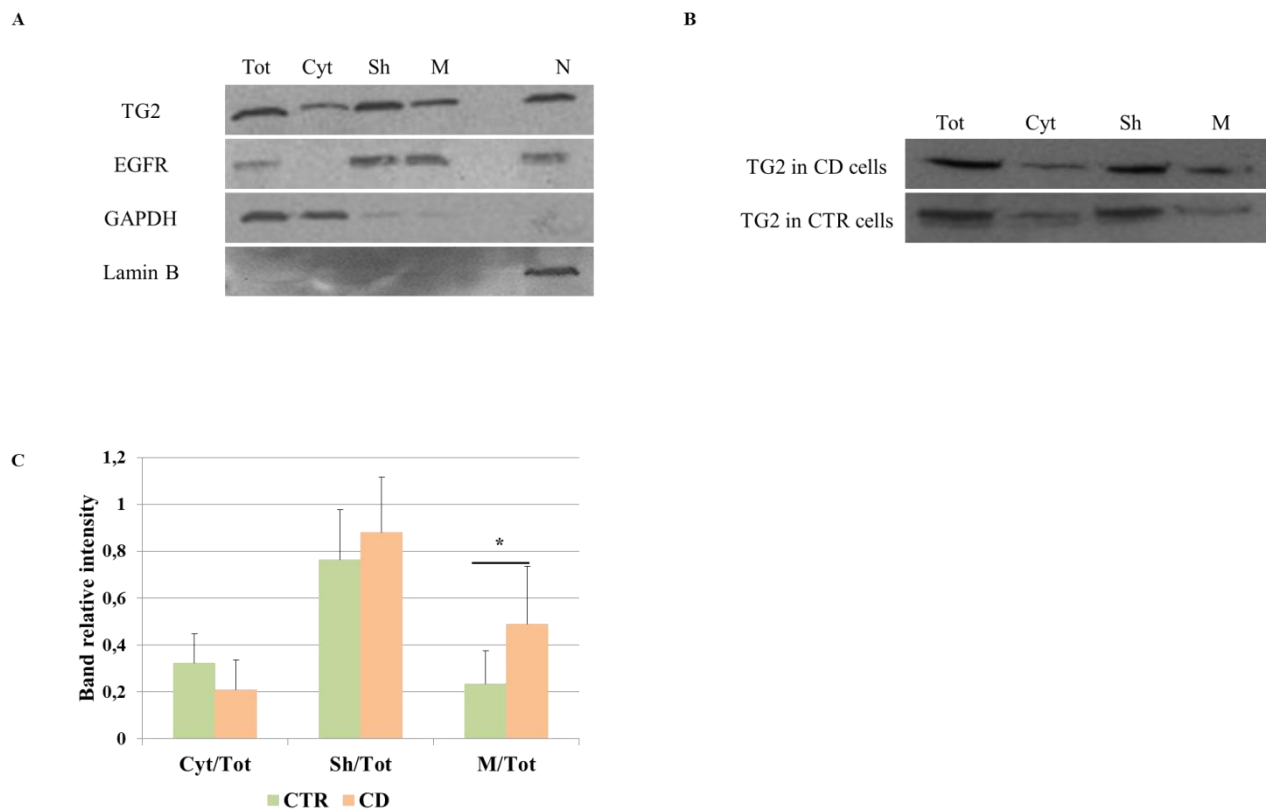 A
Tot Cyt Sh M N
TG2
EGFR
GAPDH
Lamin B
B
Tot Cyt Sh M
TG2 in CD cells
TG2 in CTR cells
C
Band relative intensity
1,2
1
0,8
0,6
0,4
0,2
0
*
Cyt/Tot Sh/Tot M/Tot
CTR CD